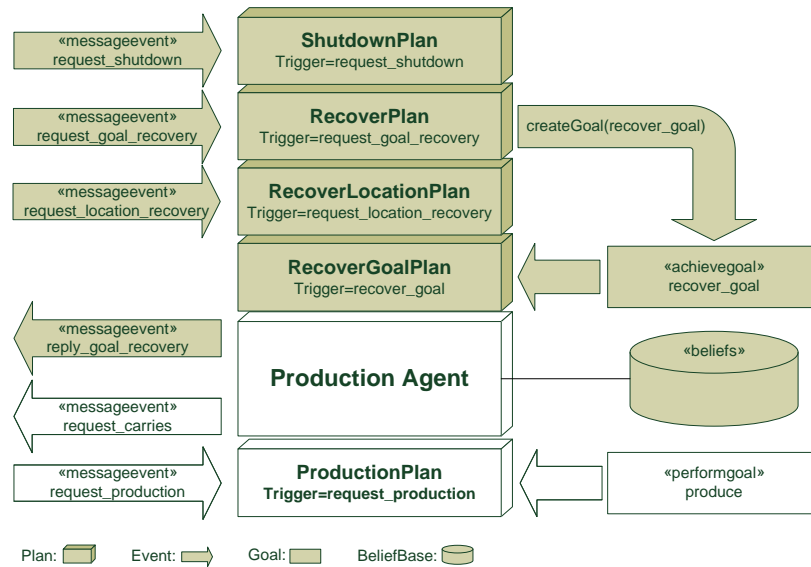 «messageevent»
request_shutdown
ShutdownPlan
Trigger=request_shutdown
«messageevent»
request_goal_recovery
RecoverPlan
Trigger=request_goal_recovery
createGoal(recover_goal)
«messageevent»
request_location_recovery
RecoverLocationPlan
Trigger=request_location_recovery
RecoverGoalPlan
Trigger=recover_goal
«achievegoal»
recover_goal
«messageevent»
reply_goal_recovery
Production Agent
«beliefs»
«messageevent»
request_carries
«messageevent»
request_production
ProductionPlan
Trigger=request_production
«performgoal»
produce
Plan:
Event:
Goal:
BeliefBase: